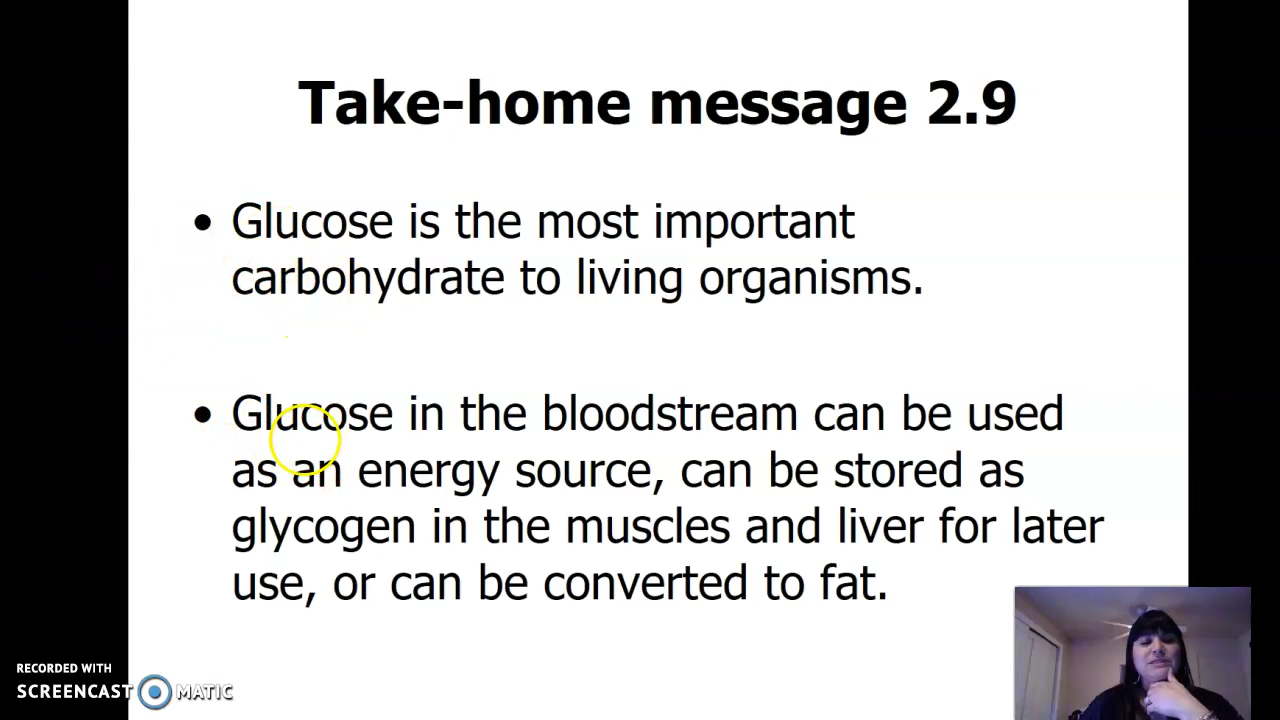 Take-home message 2.9
• Glucose is the most important
carbohydrate to living organisms.
• Glucose in the bloodstream can be used
as an energy source, can be stored as
glycogen in the muscles and liver for later
use, or can be converted to fat.
RECORDED WITH
SCREENCAST MATIC